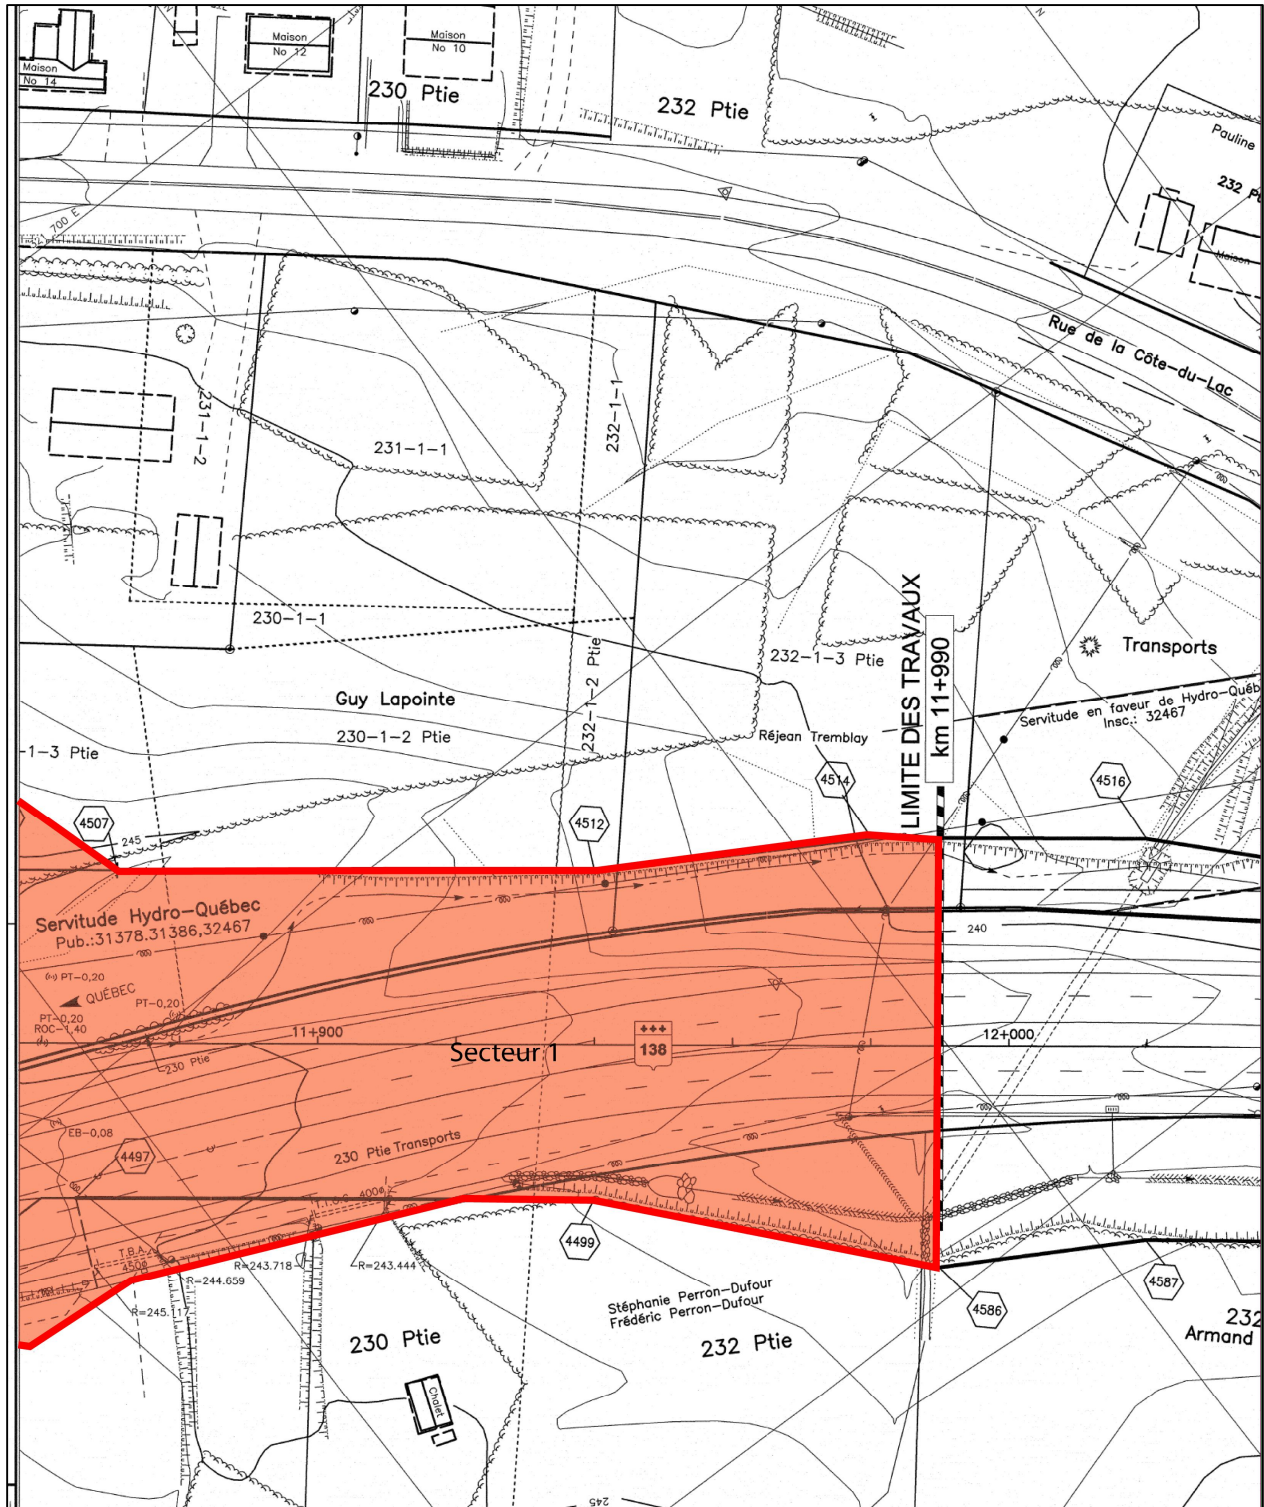 Maison
No 14
Maison
No 12
Maison
No 10
230 Ptie
232 Ptie
Pauline
232 P
Maison
700 E
Rue de la Côte-du-Lac
231-1-2
231-1-1
232-1-1
230-1-1
232-1-2 Ptie
232-1-3 Ptie
Transports
LIMITE DES TRAVAUX
km 11+990
Servitude en faveur de Hydro-Québ
Insc.: 32467
Guy Lapointe
230-1-2 Ptie
-1-3 Ptie
Réjean Tremblay
4507
4512
4514
4516
245
Servitude Hydro-Québec
Pub.:31378.31386,32467
240
PT-0,20
QUÉBEC
PT-0,20
PT-0,20
ROC-1,40
11+900
Secteur 1
138
12+000
230 Ptie
EB-0,08
4497
230 Ptie Transports
T.O.G. 400ø
T.B.A.
450ø
R=243.718
R=243.444
R=244.659
R=245.117
4499
4586
4587
Stéphanie Perron-Dufour
Frédéric Perron-Dufour
230 Ptie
232 Ptie
232
Armand
Chalet
245